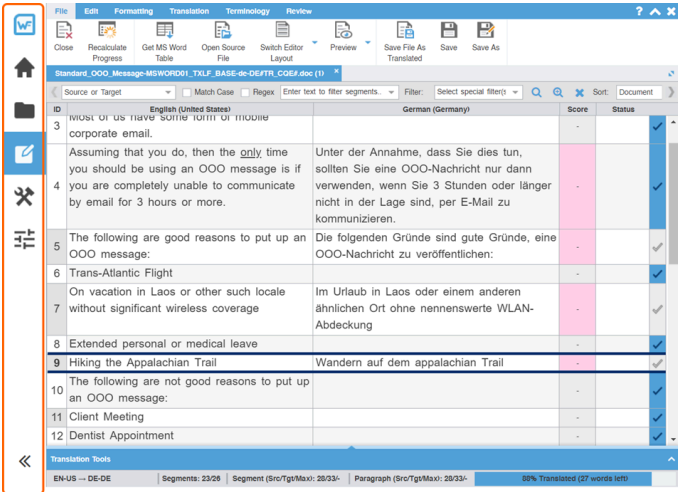 WF
File Edit Formatting Translation Terminology Review
Close
Recalculate Progress
Get MS Word Table
Open Source File
Switch Editor Layout
Preview
Save File As Translated
Save
Save As
Standard_OOO_Message-MSWORD01_TXLF_BASE-de-DE#TR_CQE#.doc (1) ×
Source or Target Match Case Regex Enter text to filter segments.. Filter: Select special filter(s Sort: Document
ID English (United States) German (Germany) Score Status
3 Most of us have some form of mobile
corporate email. -
Assuming that you do, then the only time Unter der Annahme, dass Sie dies tun,
you should be using an OOO message is if sollten Sie eine OOO-Nachricht nur dann
4 you are completely unable to communicate verwenden, wenn Sie 3 Stunden oder länger -
by email for 3 hours or more. nicht in der Lage sind, per E-Mail zu
kommunizieren.
5 The following are good reasons to put up an Die folgenden Gründe sind gute Gründe, eine -
OOO message: OOO-Nachricht zu veröffentlichen:
6 Trans-Atlantic Flight -
On vacation in Laos or other such locale Im Urlaub in Laos oder einem anderen
7 without significant wireless coverage ähnlichen Ort ohne nennenswerte WLAN- -
Abdeckung
8 Extended personal or medical leave -
9 Hiking the Appalachian Trail Wandern auf dem appalachian Trail -
10 The following are not good reasons to put up -
an OOO message:
11 Client Meeting -
12 Dentist Appointment -
Translation Tools
EN-US → DE-DE Segments: 23/26 Segment (Src/Tgt/Max): 28/33/- Paragraph (Src/Tgt/Max): 28/33/- 88% Translated (27 words left)